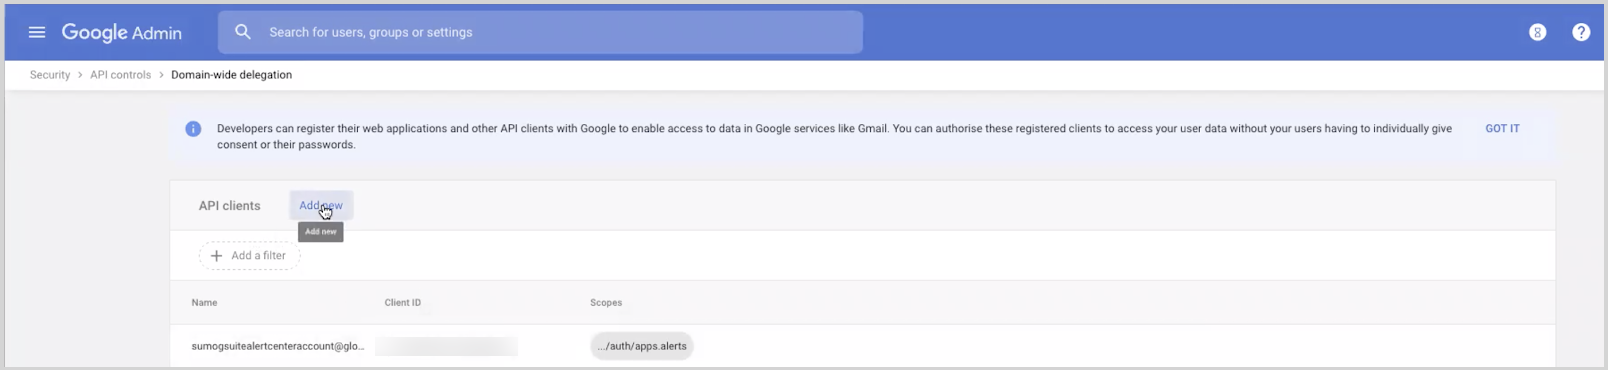 Google Admin
Search for users, groups or settings
8
?
Security > API controls > Domain-wide delegation
Developers can register their web applications and other API clients with Google to enable access to data in Google services like Gmail. You can authorise these registered clients to access your user data without your users having to individually give
consent or their passwords.
GOT IT
API clients
Add new
Add new
+ Add a filter
Name Client ID Scopes
sumogsuitealertcenteraccount@glo... .../auth/apps.alerts